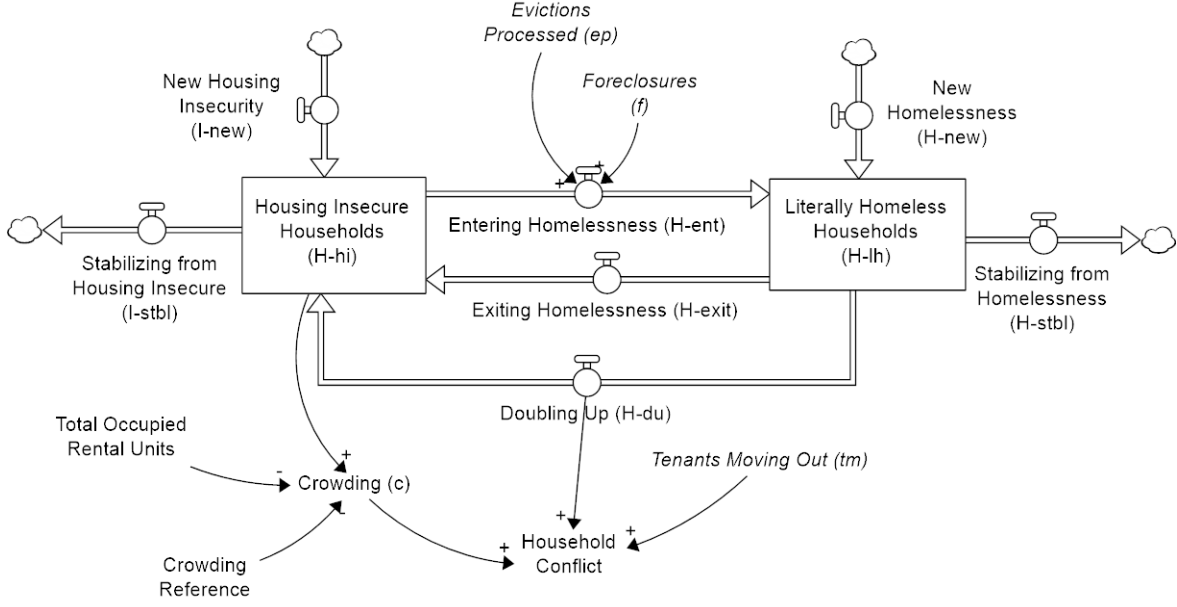 Evictions
Processed (ep)
Foreclosures
(f)
New Housing
Insecurity
(I-new)
New
Homelessness
(H-new)
+
+
Housing Insecure
Households
(H-hi)
Entering Homelessness (H-ent)
Literally Homeless
Households
(H-lh)
Stabilizing from
Housing Insecure
(I-stbl)
Exiting Homelessness (H-exit)
Stabilizing from
Homelessness
(H-stbl)
Doubling Up (H-du)
Total Occupied
Rental Units
Tenants Moving Out (tm)
+
-
Crowding (c)
-
+
+
+
Household
Conflict
Crowding
Reference